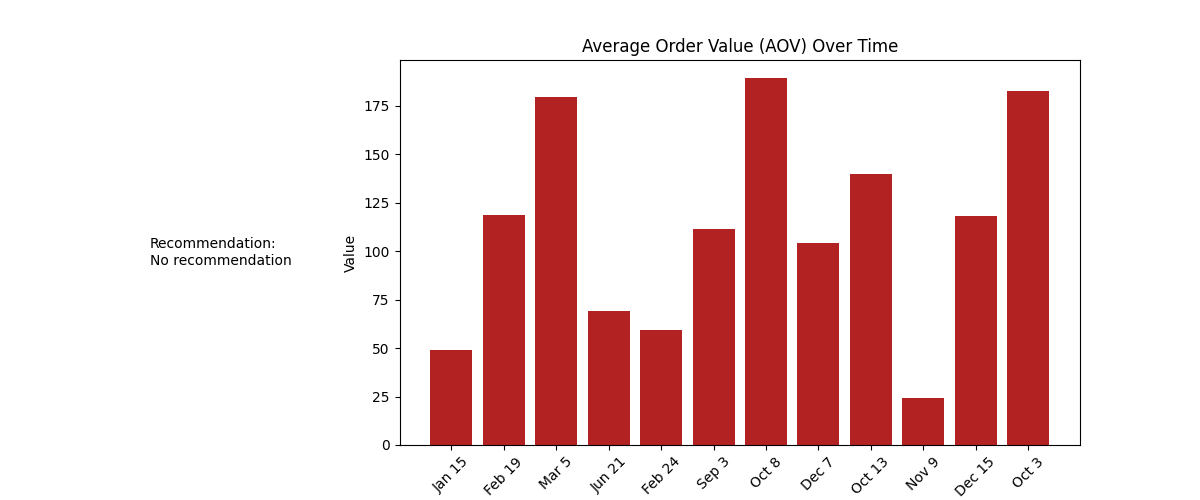 Average Order Value (AOV) Over Time
Recommendation:
No recommendation
Value
175
150
125
100
75
50
25
0
Jan 15
Feb 19
Mar 5
Jun 21
Feb 24
Sep 3
Oct 8
Dec 7
Oct 13
Nov 9
Dec 15
Oct 3